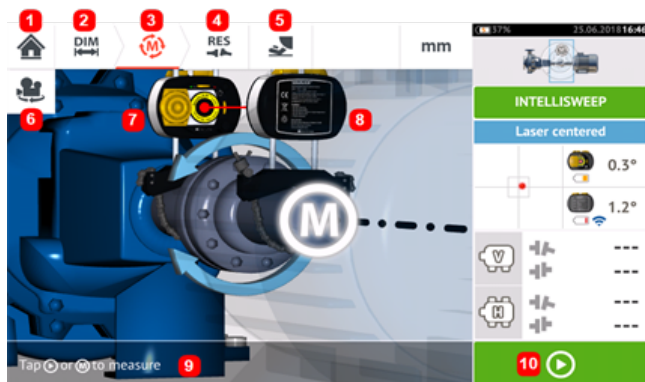 1 2 3 4 5
DIM RES mm
37% 25.06.2018 16:46
6
7 8
INTELLISWEEP
Laser centered
0.3°
1.2°
M
V ---
---
H ---
---
Tap or M to measure 9
10